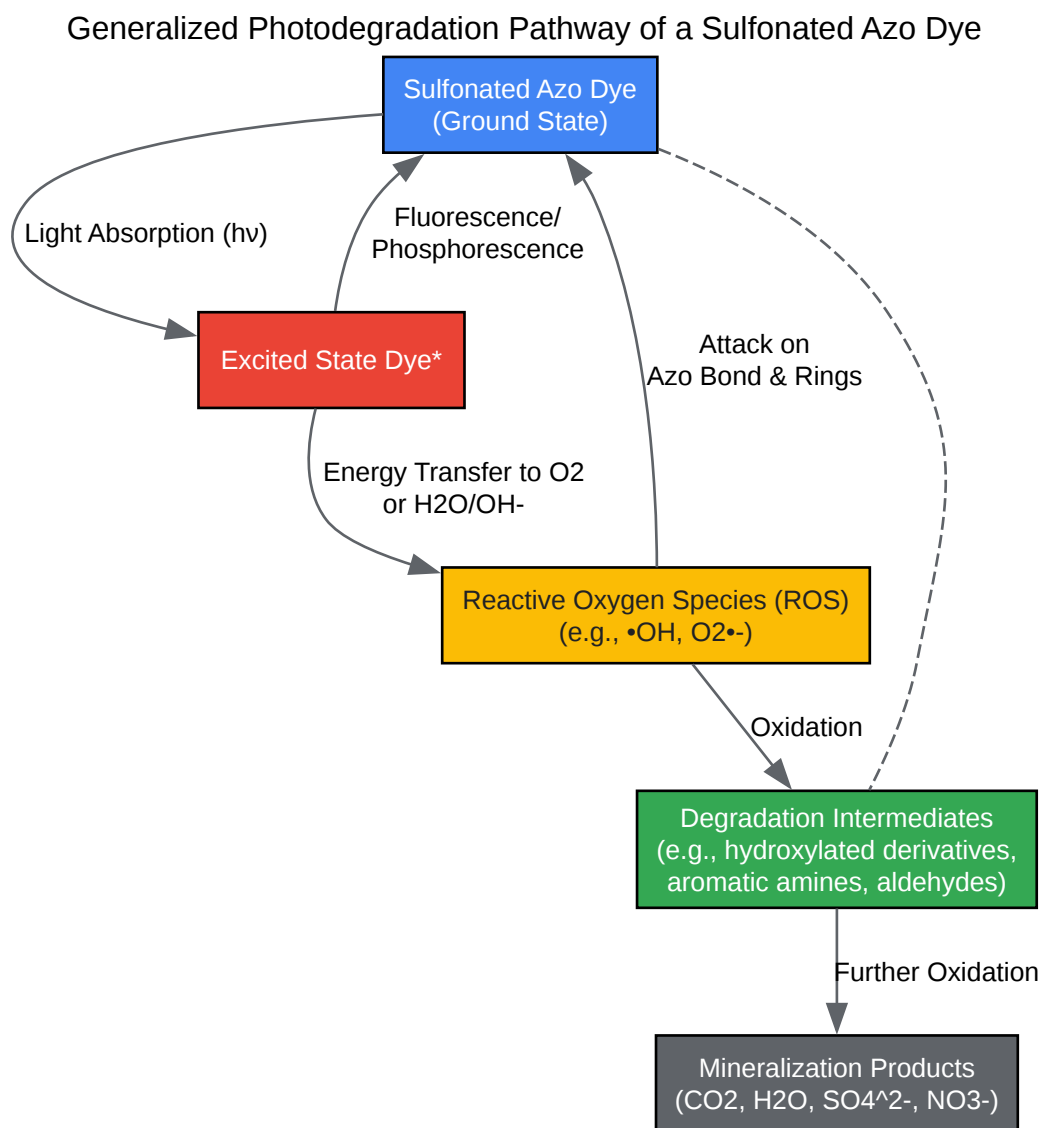 Generalized Photodegradation Pathway of a Sulfonated Azo Dye
Sulfonated Azo Dye
(Ground State)
Light Absorption (hν)
Fluorescence/
Phosphorescence
Excited State Dye*
Attack on
Azo Bond & Rings
Energy Transfer to O2
or H2O/OH-
Reactive Oxygen Species (ROS)
(e.g., •OH, O2•-)
Oxidation
Degradation Intermediates
(e.g., hydroxylated derivatives,
aromatic amines, aldehydes)
Further Oxidation
Mineralization Products
(CO2, H2O, SO4^2-, NO3-)